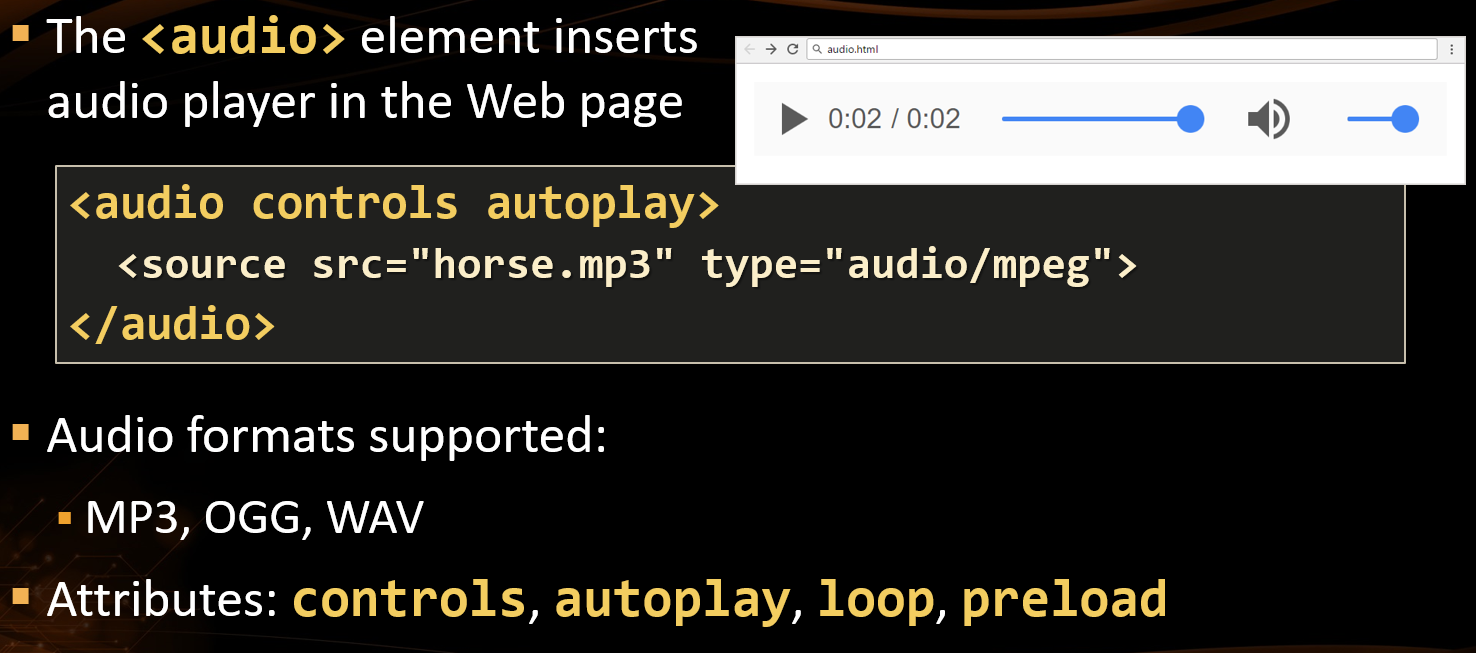 The <audio> element inserts
audio player in the Web page
audio.html
0:02 / 0:02
<audio controls autoplay>
<source src="horse.mp3" type="audio/mpeg">
</audio>
Audio formats supported:
MP3, OGG, WAV
Attributes: controls, autoplay, loop, preload